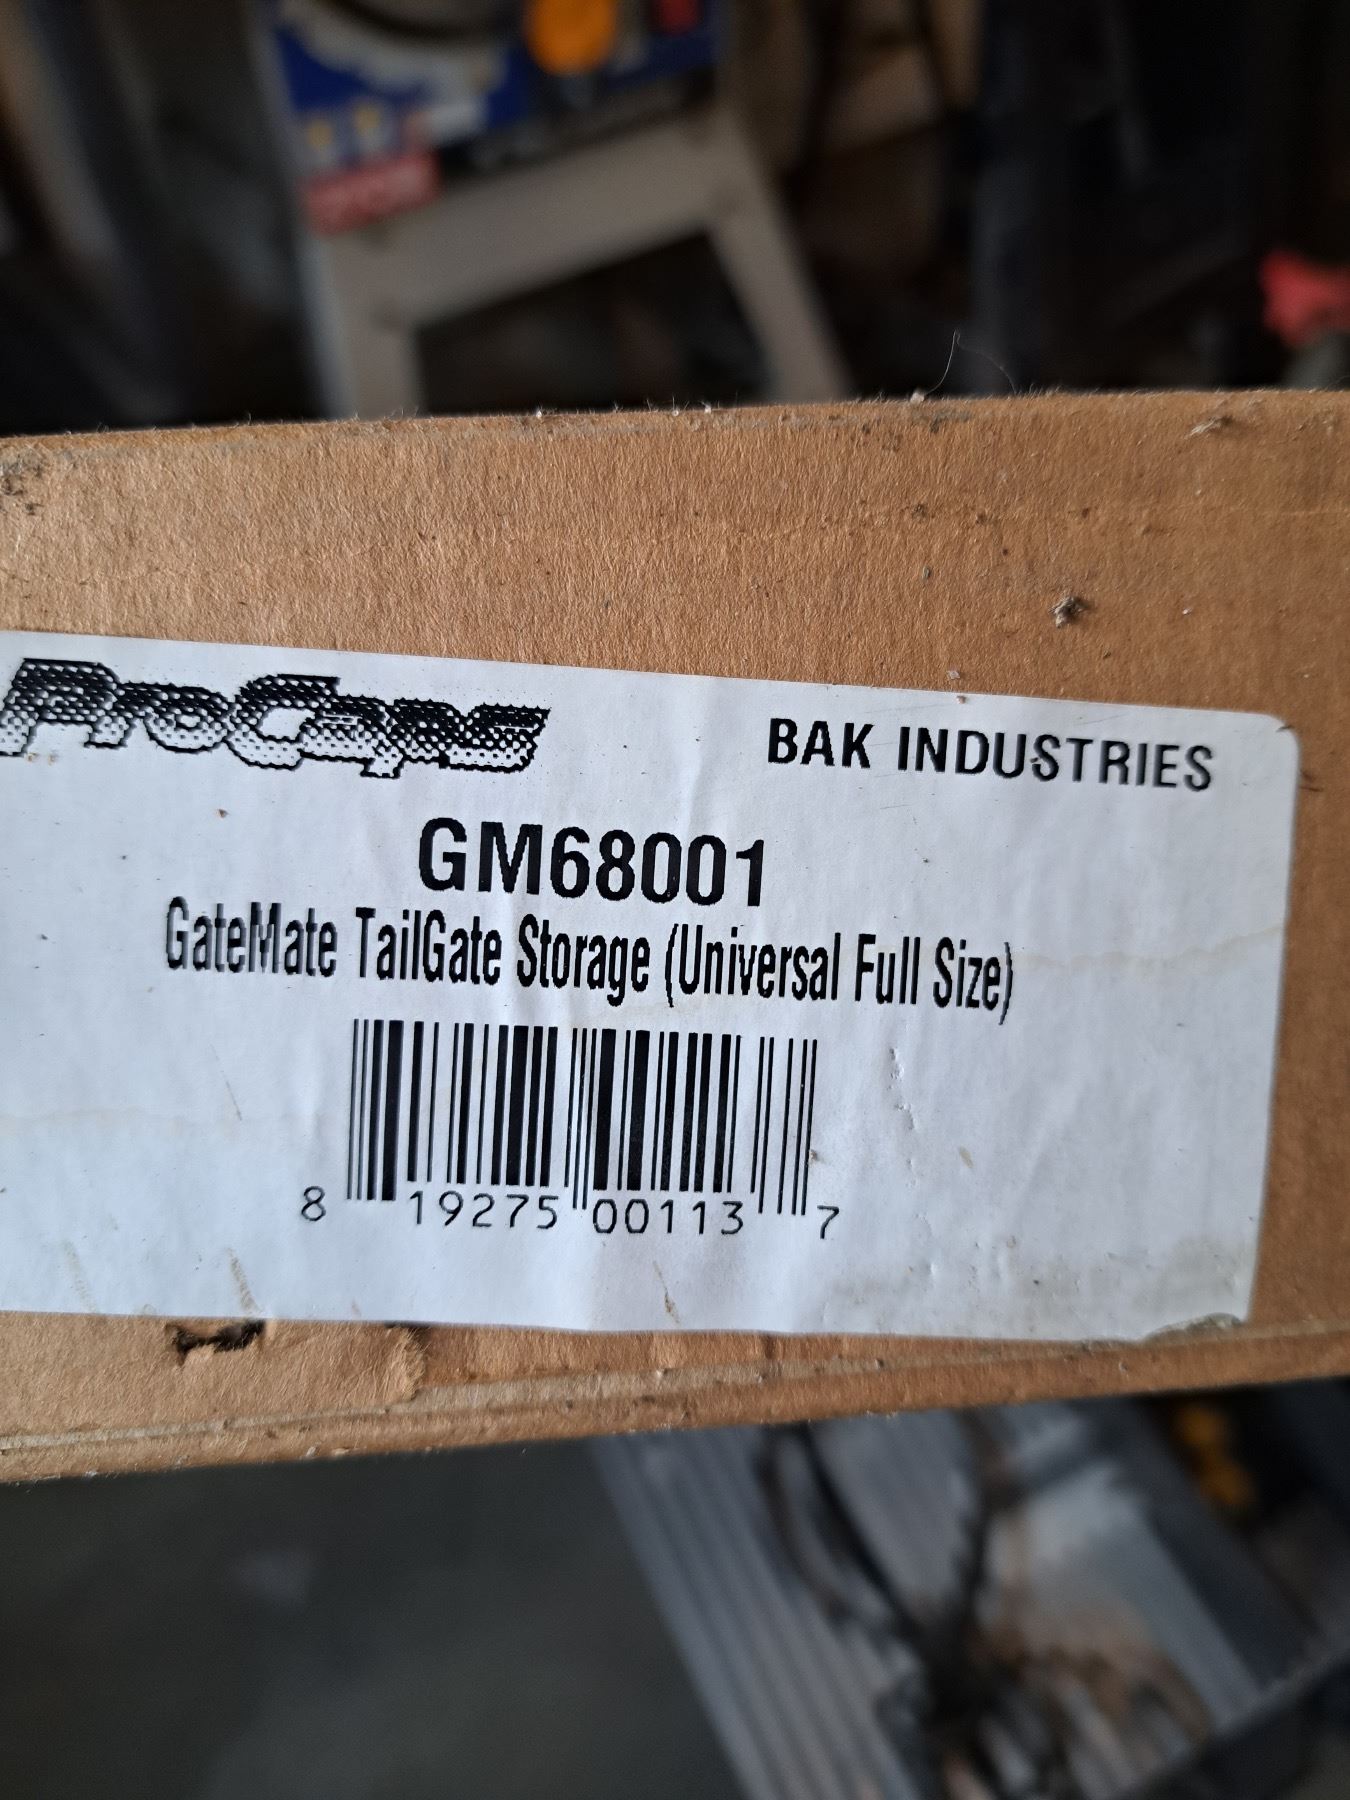 ProCaps
BAK INDUSTRIES
GM68001
GateMate TailGate Storage (Universal Full Size)
8 19275 00113 7